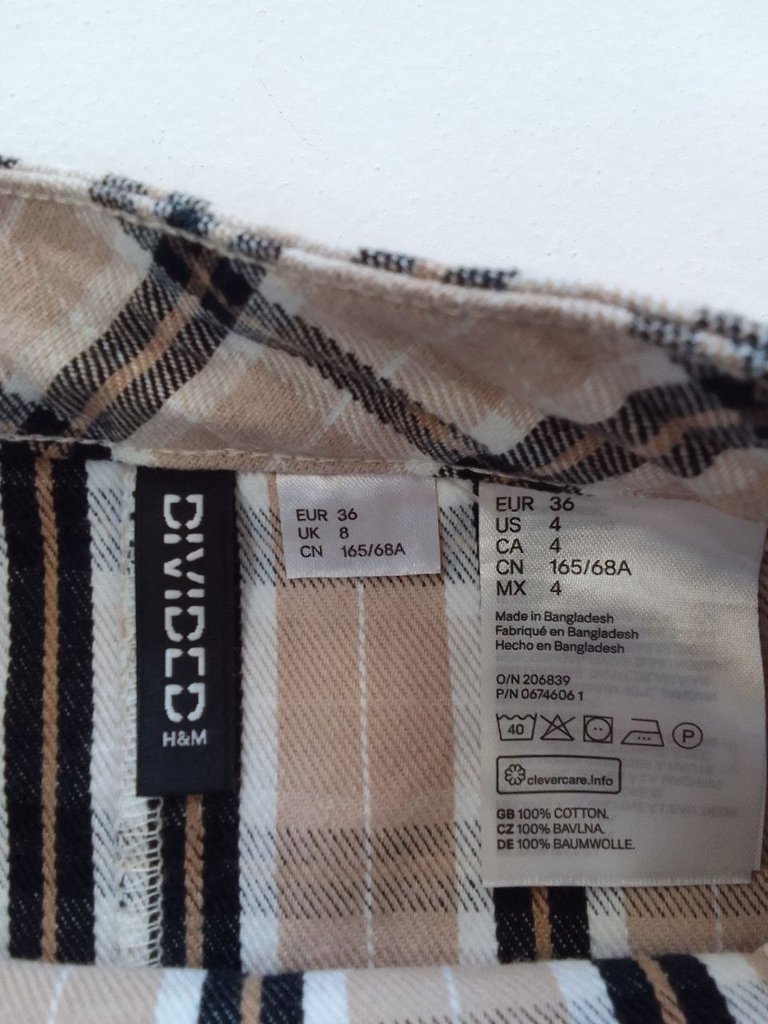 DIVIDED
H&M
EUR 36
UK 8
CN 165/68A
EUR 36
US 4
CA 4
CN 165/68A
MX 4
Made in Bangladesh
Fabriqué en Bangladesh
Hecho en Bangladesh
O/N 206839
P/N 0674606 1
40
P
clevercare.info
GB 100% COTTON.
CZ 100% BAVLNA.
DE 100% BAUMWOLLE.